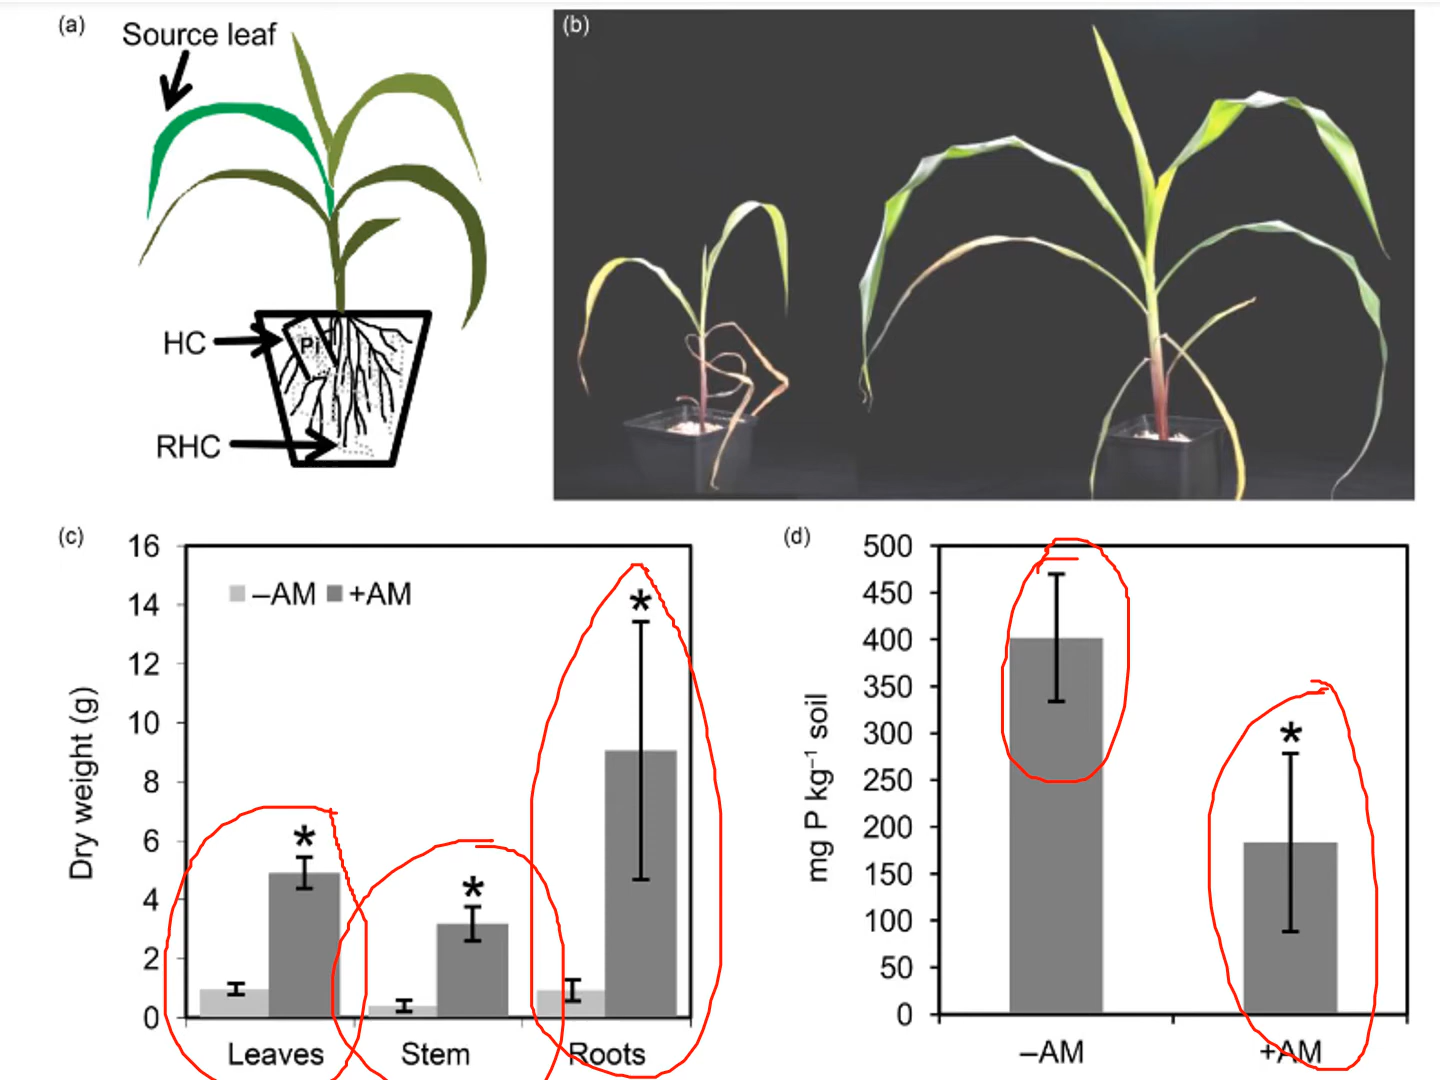 (a)
Source leaf
HC
Pi
RHC
(b)
(c)
16
14
12
10
8
6
4
2
0
Dry weight (g)
–AM +AM
*
*
*
Leaves Stem Roots
(d)
500
450
400
350
300
250
200
150
100
50
0
mg P kg⁻¹ soil
*
–AM +AM